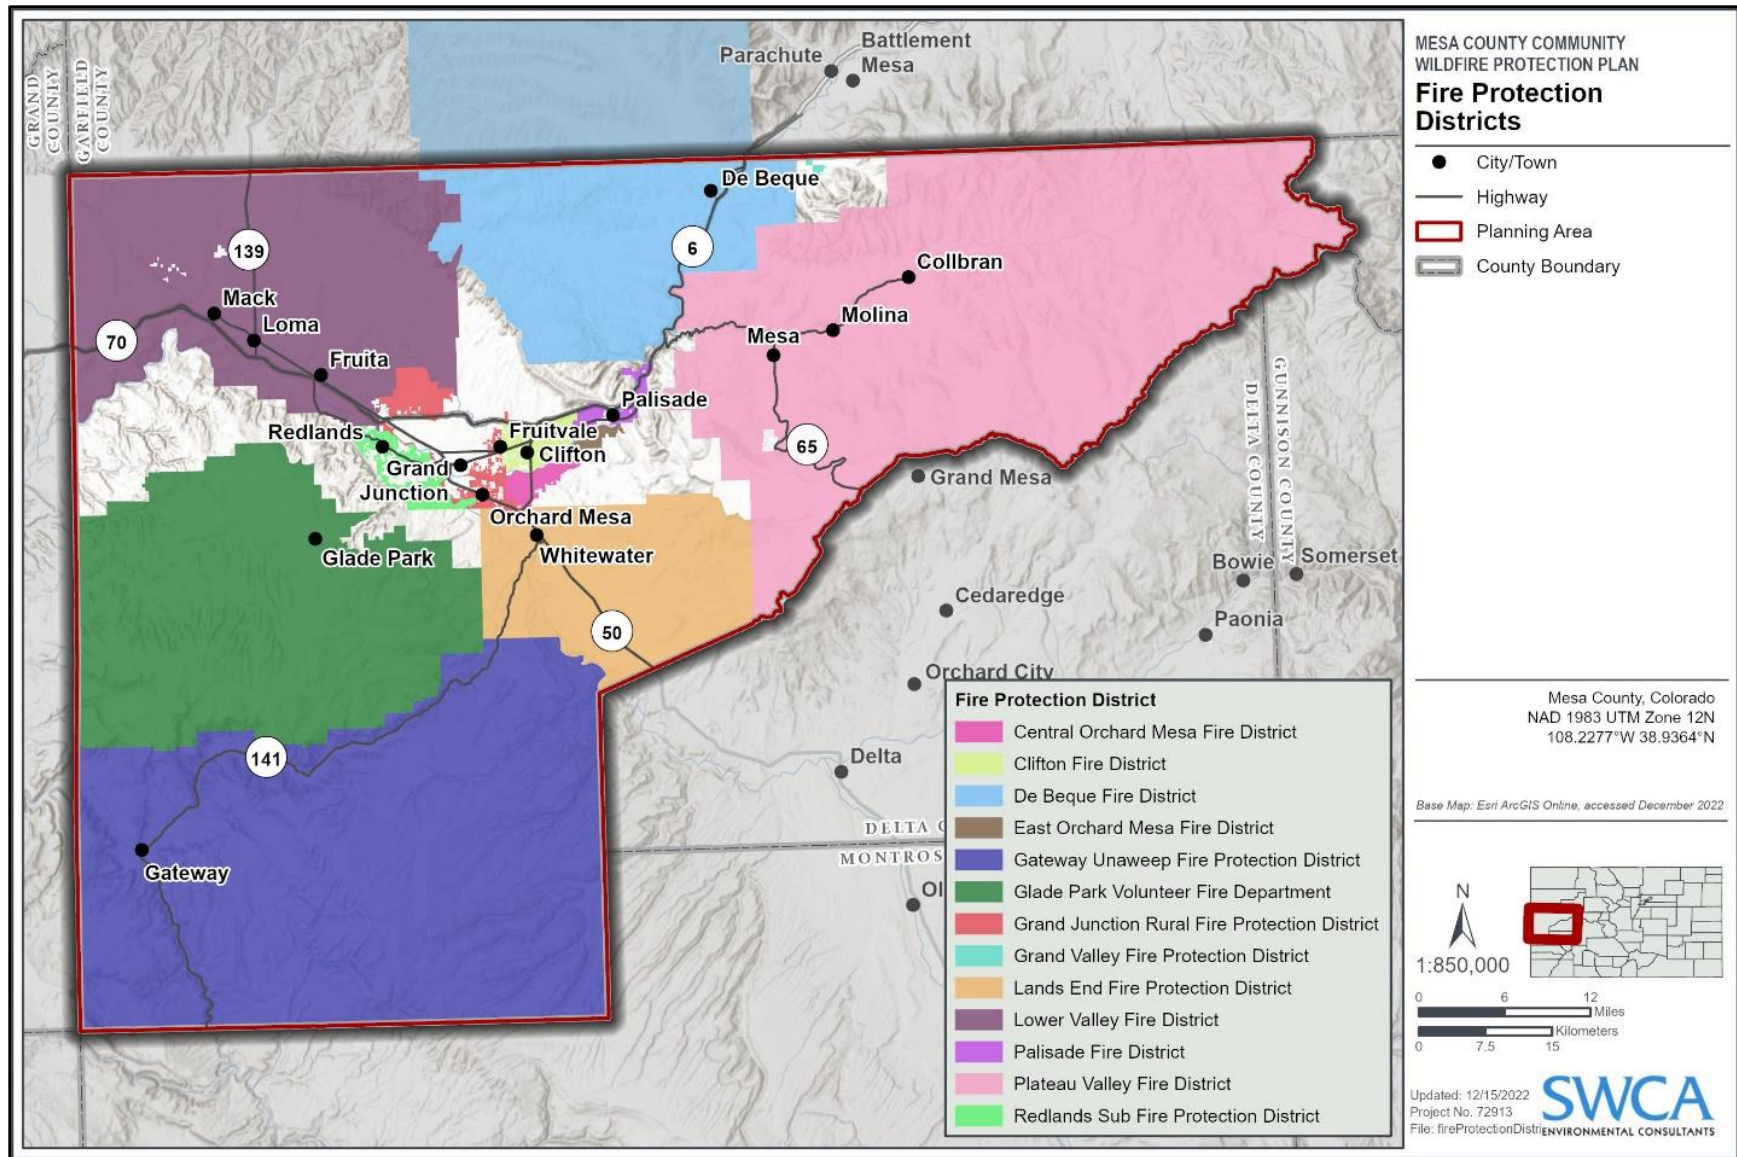 MESA COUNTY COMMUNITY
WILDFIRE PROTECTION PLAN
Fire Protection
Districts
City/Town
Highway
Planning Area
County Boundary
Mesa County, Colorado
NAD 1983 UTM Zone 12N
108.2277°W 38.9364°N
Base Map: Esri ArcGIS Online, accessed December 2022
N
1:850,000
0 6 12
Miles
Kilometers
0 7.5 15
Updated: 12/15/2022
Project No. 72913
File: fireProtectionDistri
SWCA
ENVIRONMENTAL CONSULTANTS
GRAND
COUNTY
GARFIELD
COUNTY
Parachute
Battlement
Mesa
De Beque
139
6
Collbran
Mack
Loma
70
Molina
Mesa
Fruita
Palisade
Redlands
Fruitvale
Clifton
Grand
Junction
65
Grand Mesa
DELTA COUNTY
GUNNISON COUNTY
Orchard Mesa
Whitewater
Glade Park
Bowie
Somerset
Cedaredge
Paonia
50
Orchard City
141
Delta
Gateway
DELTA C
MONTROS
Ol
Fire Protection District
Central Orchard Mesa Fire District
Clifton Fire District
De Beque Fire District
East Orchard Mesa Fire District
Gateway Unaweep Fire Protection District
Glade Park Volunteer Fire Department
Grand Junction Rural Fire Protection District
Grand Valley Fire Protection District
Lands End Fire Protection District
Lower Valley Fire District
Palisade Fire District
Plateau Valley Fire District
Redlands Sub Fire Protection District